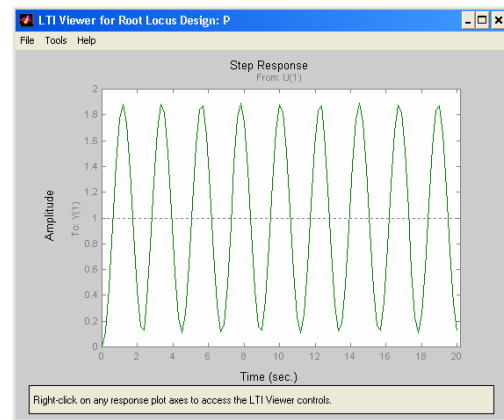 LTI Viewer for Root Locus Design: P
File Tools Help
Step Response
From: U(1)
Amplitude
To: Y(1)
2
1.8
1.6
1.4
1.2
1
0.8
0.6
0.4
0.2
0
0 2 4 6 8 10 12 14 16 18 20
Time (sec.)
Right-click on any response plot axes to access the LTI Viewer controls.